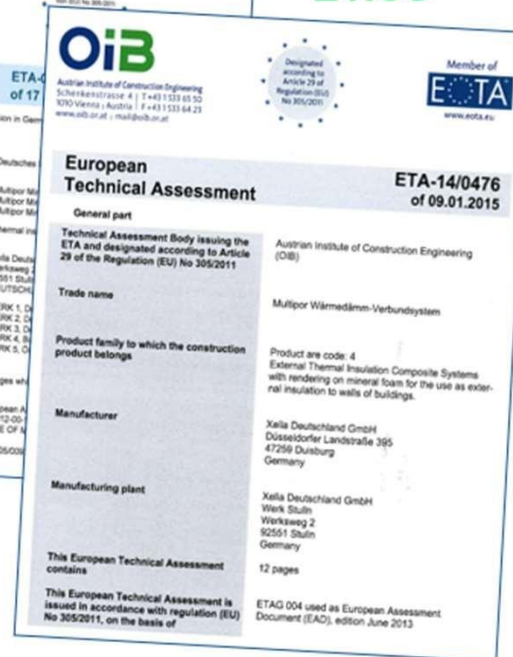 OiB
Austrian Institute of Construction Engineering
Schenkenstrasse 4 | T+43 1 533 65 50
1010 Vienna | Austria | F+43 1 533 64 23
www.oib.or.at | mail@oib.or.at
Designated
according to
Article 29 of
Regulation (EU)
No 305/2011
Member of
EOTA
www.eota.eu
European
Technical Assessment
ETA-14/0476
of 09.01.2015
General part
Technical Assessment Body issuing the
ETA and designated according to Article
29 of the Regulation (EU) No 305/2011
Austrian Institute of Construction Engineering
(OIB)
Trade name
Multipor Wärmedämm-Verbundsystem
Product family to which the construction
product belongs
Product are code: 4
External Thermal Insulation Composite Systems
with rendering on mineral foam for the use as exter-
nal insulation to walls of buildings.
Manufacturer
Xella Deutschland GmbH
Düsseldorfer Landstraße 395
47259 Duisburg
Germany
Manufacturing plant
Xella Deutschland GmbH
Werk Stulln
Werksweg 2
92551 Stulln
Germany
This European Technical Assessment
contains
12 pages
This European Technical Assessment is
issued in accordance with regulation (EU)
No 305/2011, on the basis of
ETAG 004 used as European Assessment
Document (EAD), edition June 2013
of 17